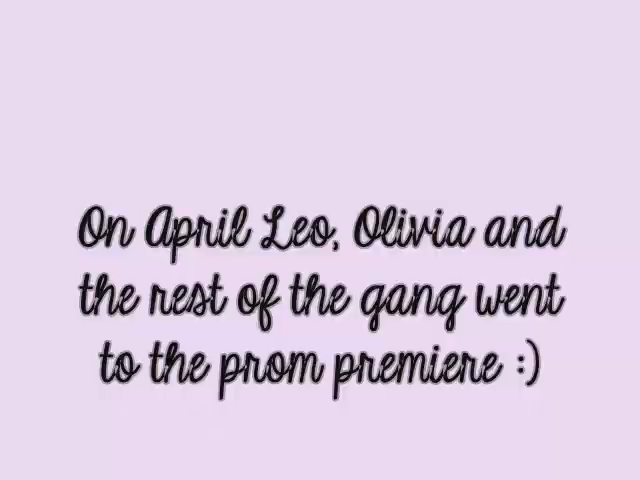 On April Leo, Olivia and
the rest of the gang went
to the prom premiere :)